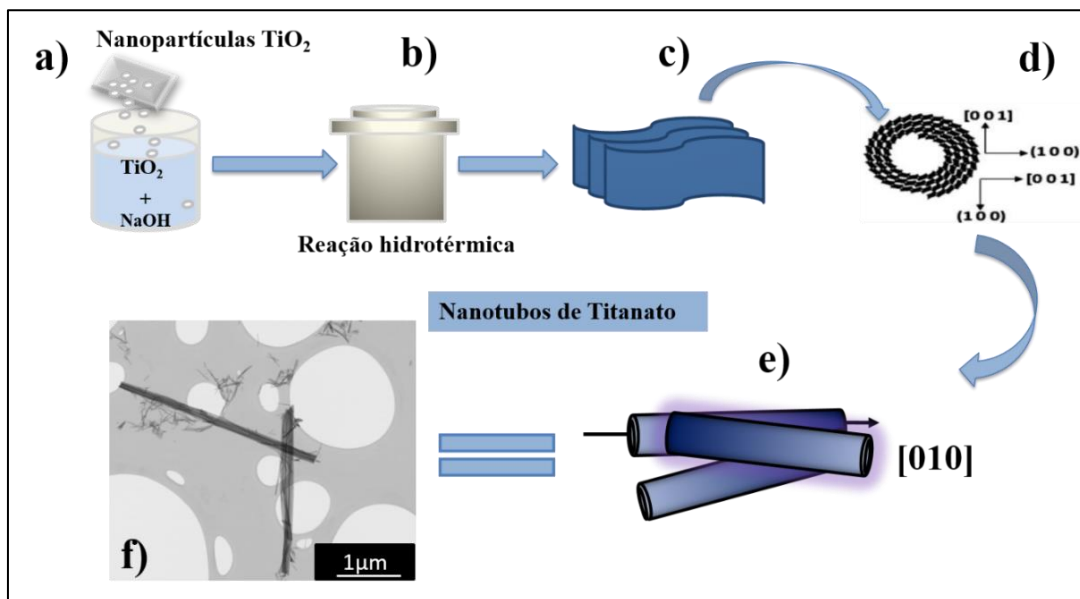 a)
Nanopartículas TiO₂
TiO₂
+
NaOH
b)
Reação hidrotérmica
c)
d)
[0 0 1]
(1 0 0)
[0 0 1]
(1 0 0)
Nanotubos de Titanato
e)
[010]
f)
1μm